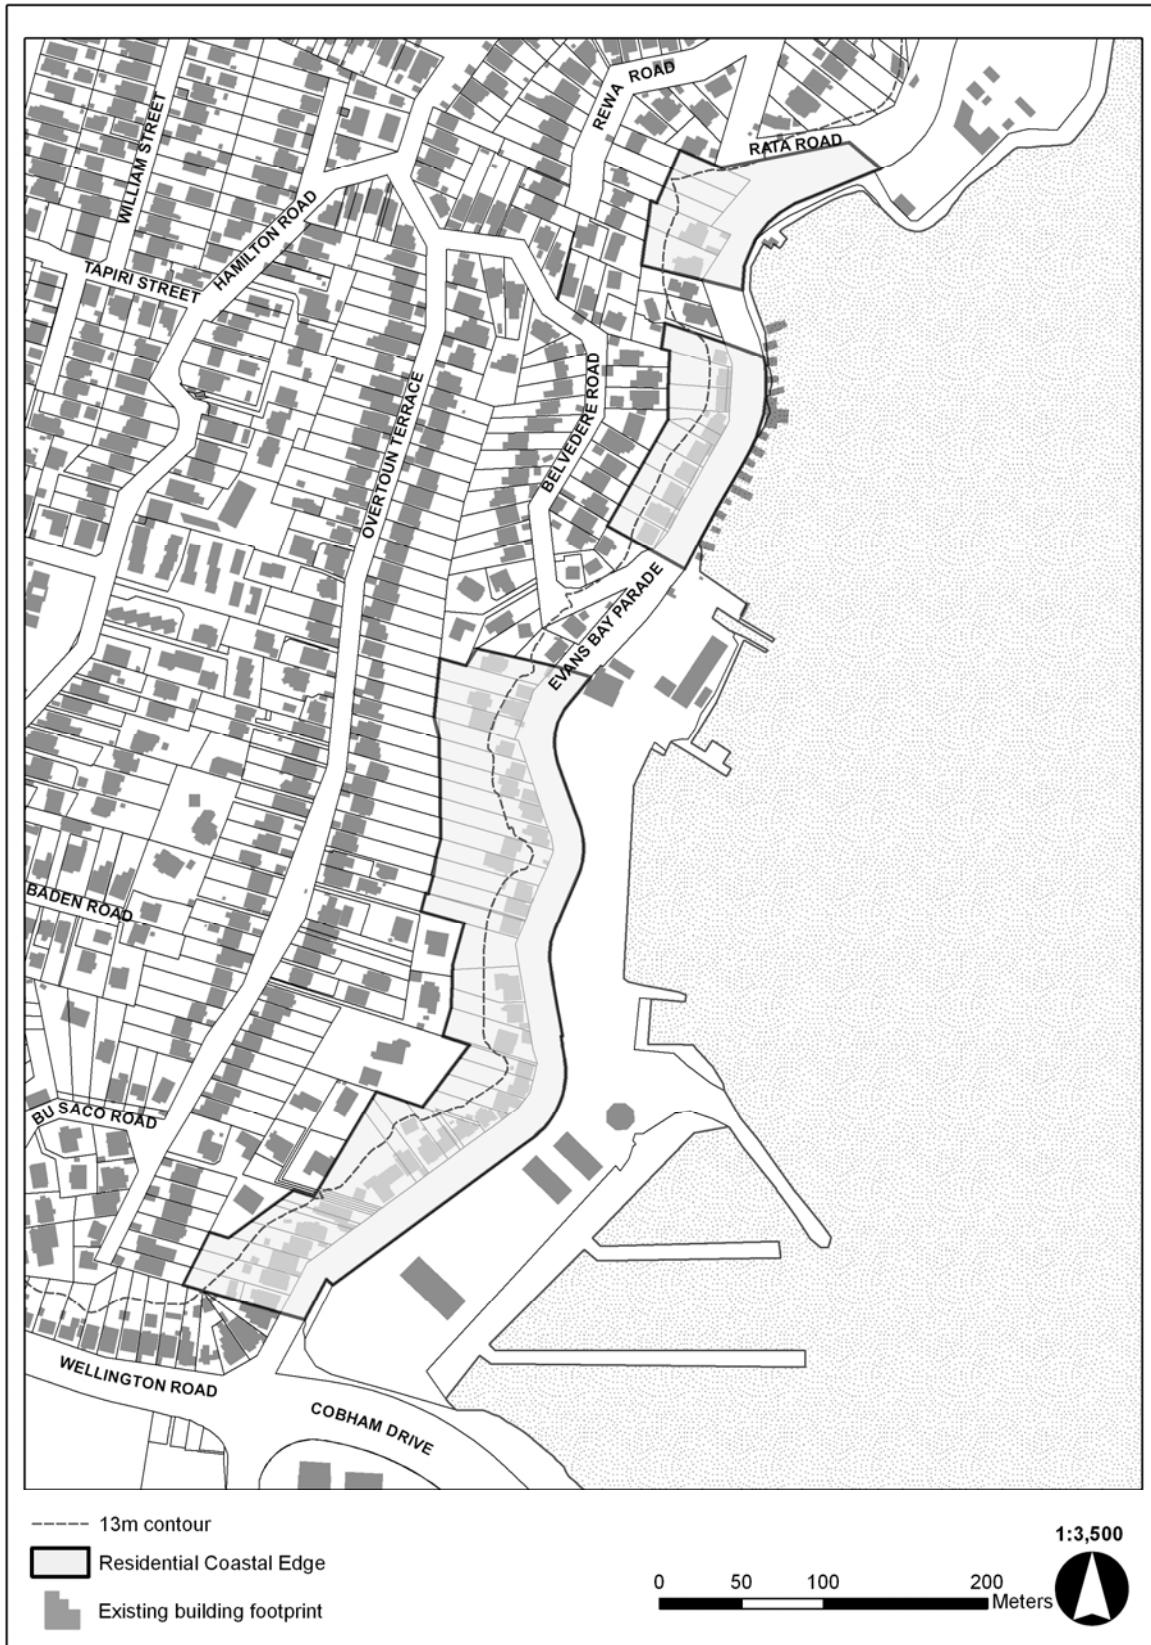 REWA ROAD
RATA ROAD
WILLIAM STREET
HAMILTON ROAD
TAPIRI STREET
OVERTOUN TERRACE
BELVEDERE ROAD
EVANS BAY PARADE
BADEN ROAD
BU SACO ROAD
WELLINGTON ROAD
COBHAM DRIVE
13m contour
Residential Coastal Edge
Existing building footprint
1:3,500
0 50 100 200
Meters